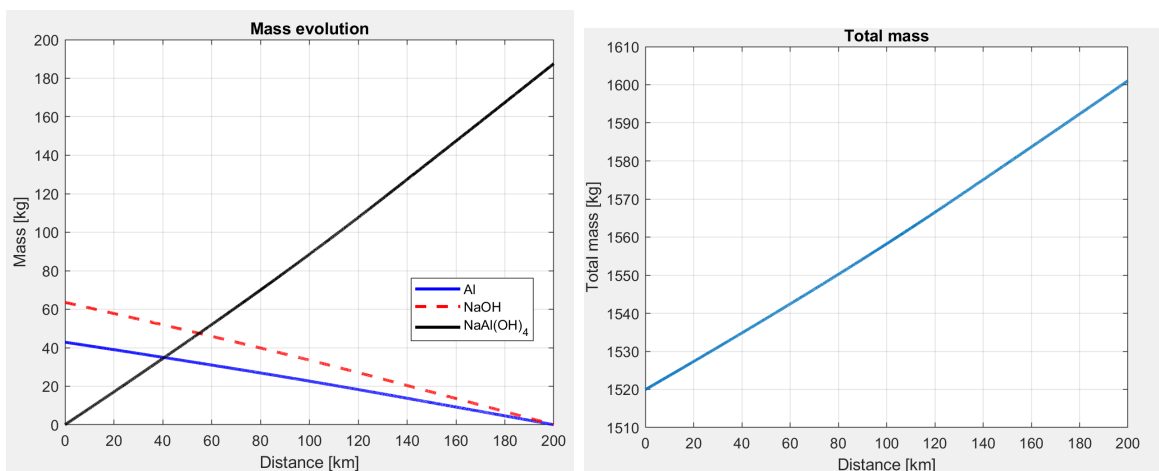 Mass evolution
200
180
160
140
120
100
80
60
40
20
0
Mass [kg]
0 20 40 60 80 100 120 140 160 180 200
Distance [km]
Al
NaOH
NaAl(OH)4
Total mass
1610
1600
1590
1580
1570
1560
1550
1540
1530
1520
1510
Total mass [kg]
0 20 40 60 80 100 120 140 160 180 200
Distance [km]